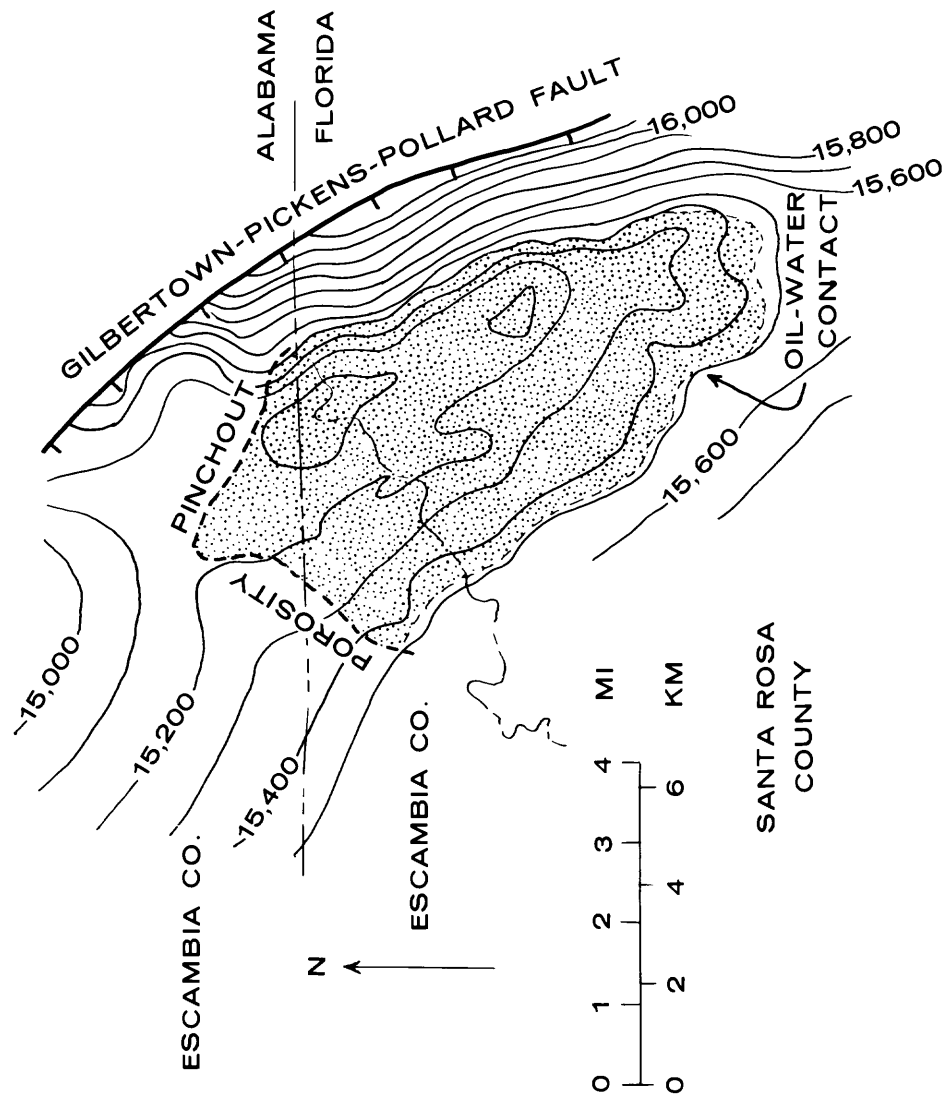 ALABAMA
FLORIDA
GILBERTOWN-PICKENS-POLLARD FAULT
16,000
15,800
15,600
OIL-WATER
CONTACT
PINCHOUT
POROSITY
-15,000
15,200
-15,400
15,600
ESCAMBIA CO.
ESCAMBIA CO.
SANTA ROSA
COUNTY
N
0 1 2 3 4 MI
0 2 4 6 KM